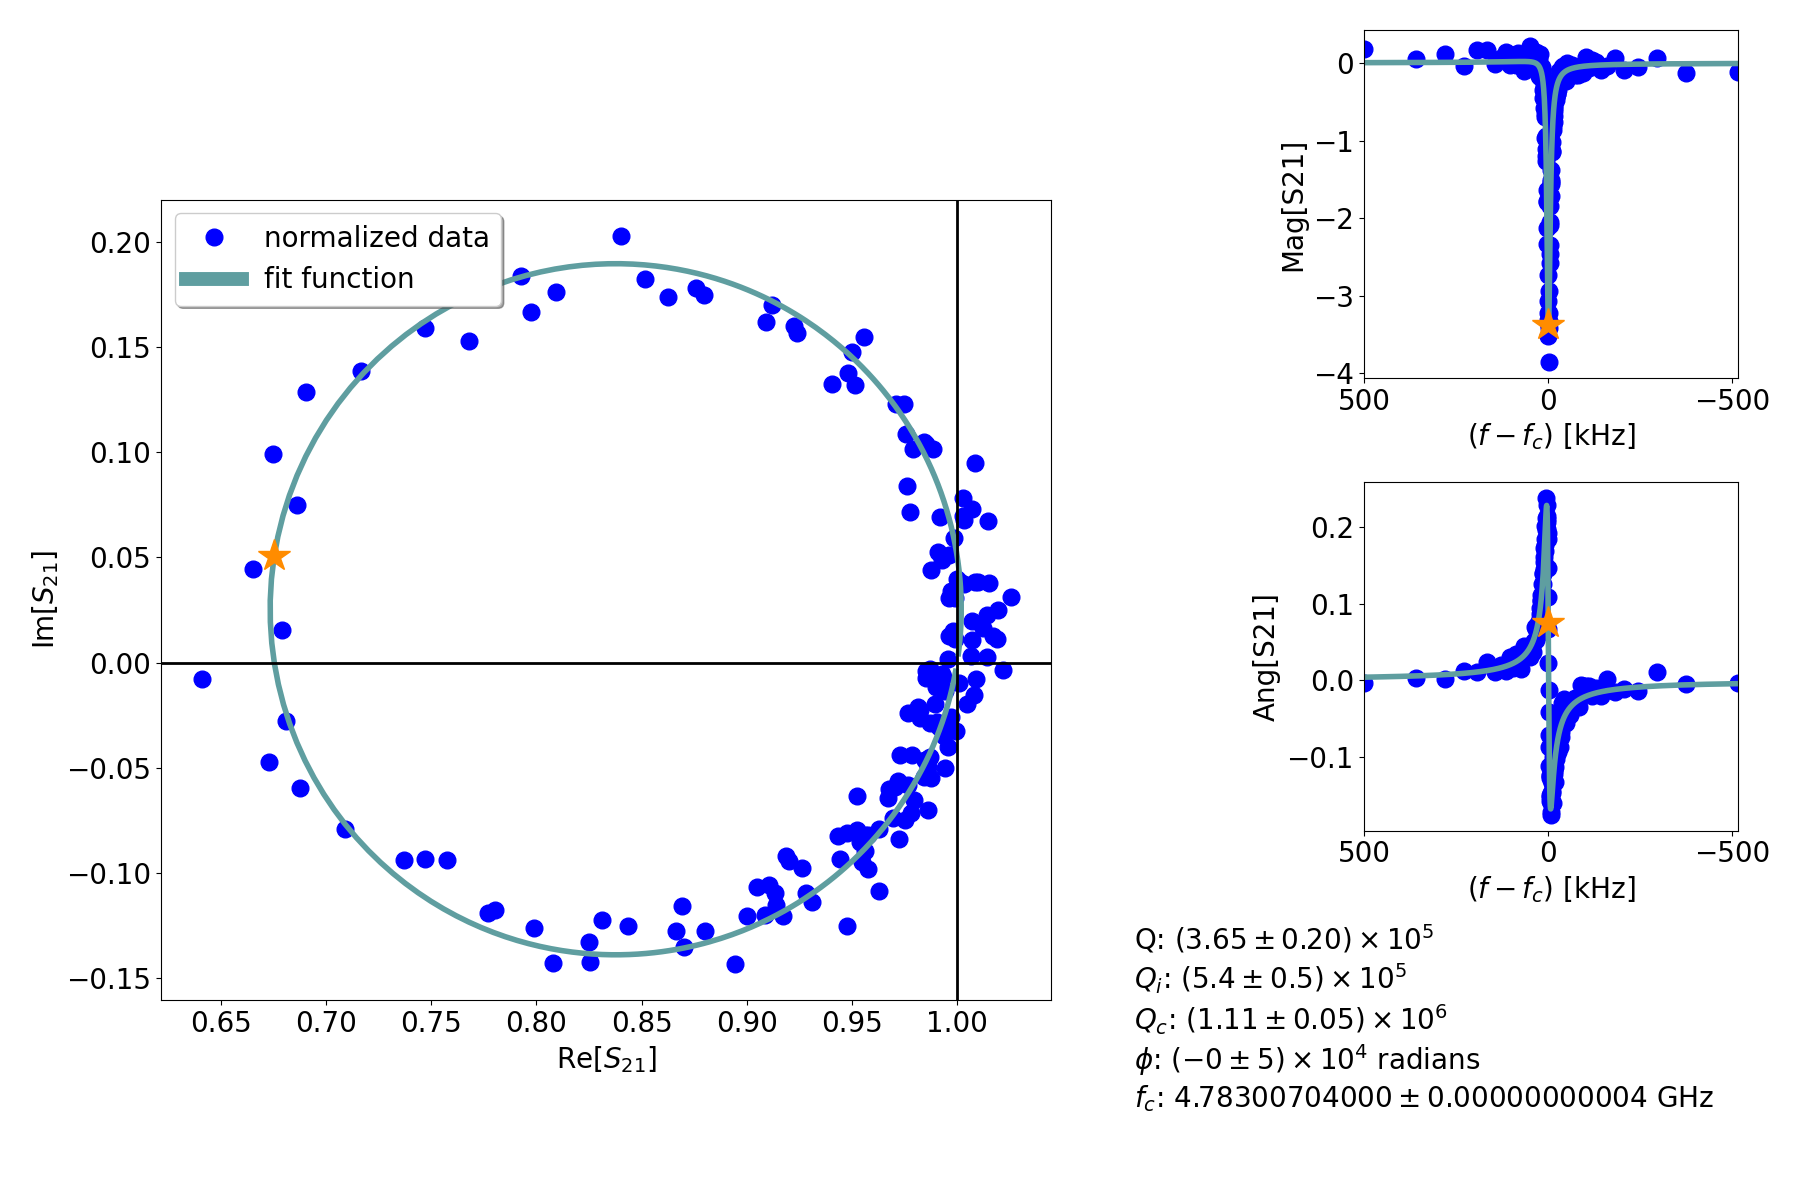 normalized data
fit function
0.20
0.15
0.10
0.05
0.00
−0.05
−0.10
−0.15
Im[S21]
0.65 0.70 0.75 0.80 0.85 0.90 0.95 1.00
Re[S21]
0
−1
−2
−3
−4
Mag[S21]
500 0 −500
(f − fc) [kHz]
0.2
0.1
0.0
−0.1
Ang[S21]
500 0 −500
(f − fc) [kHz]
Q: (3.65 ± 0.20) × 10^5
Qi: (5.4 ± 0.5) × 10^5
Qc: (1.11 ± 0.05) × 10^6
ϕ: (−0 ± 5) × 10^4 radians
fc: 4.78300704000 ± 0.00000000004 GHz